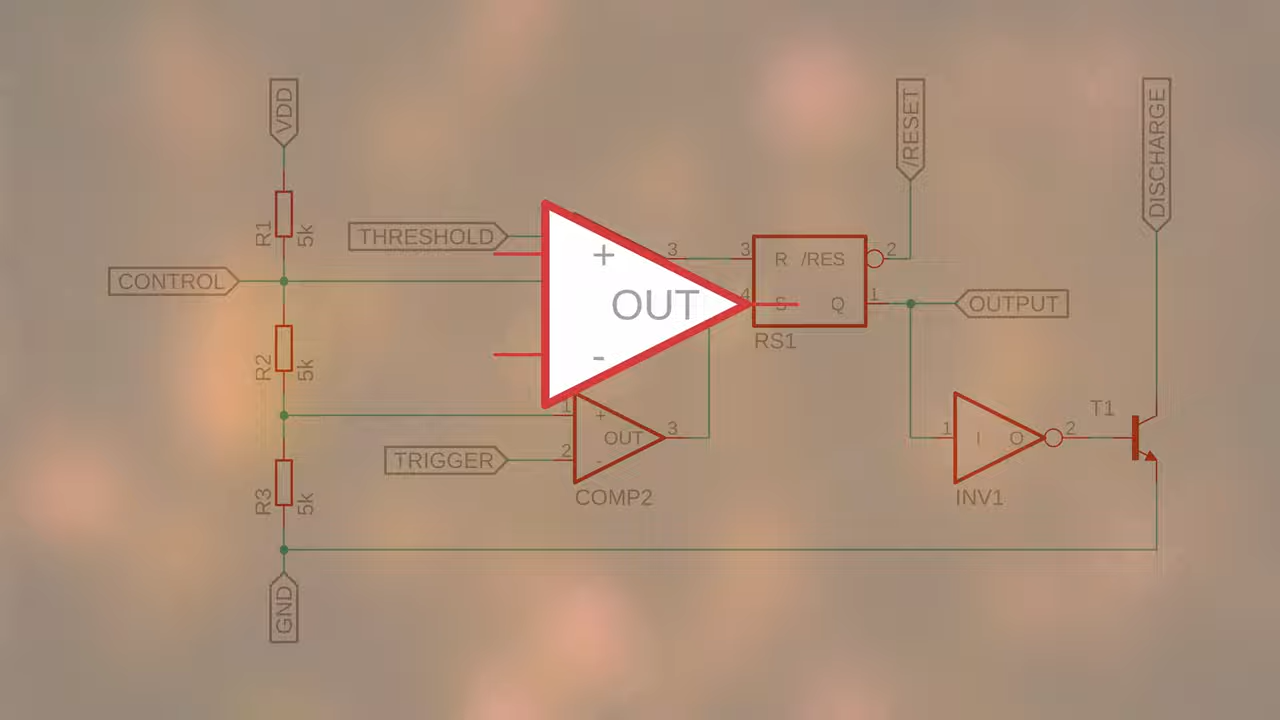 VDD
/RESET
DISCHARGE
R1
5k
THRESHOLD
+
3
3
R
/RES
2
CONTROL
OUT
4
S
Q
1
OUTPUT
RS1
R2
5k
-
1
+
OUT
3
T1
TRIGGER
2
-
COMP2
1
I
O
2
INV1
R3
5k
GND